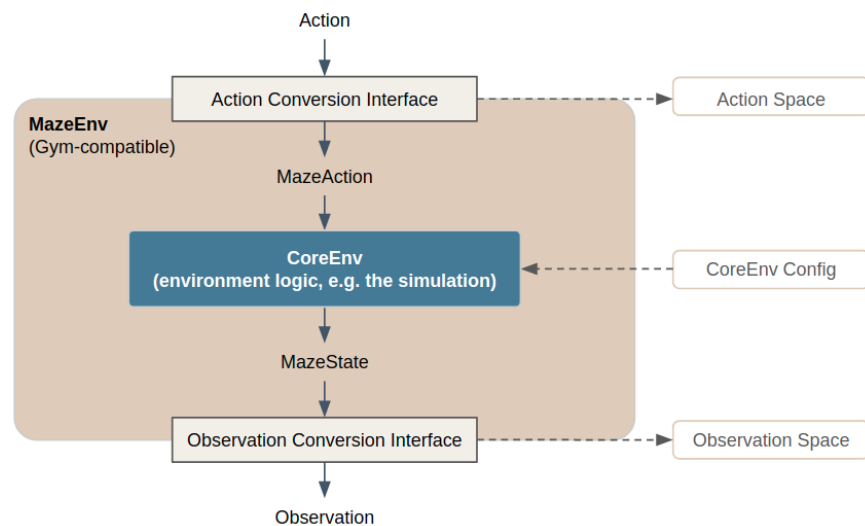 Action
Action Conversion Interface
Action Space
MazeEnv
(Gym-compatible)
MazeAction
CoreEnv
(environment logic, e.g. the simulation)
CoreEnv Config
MazeState
Observation Conversion Interface
Observation Space
Observation